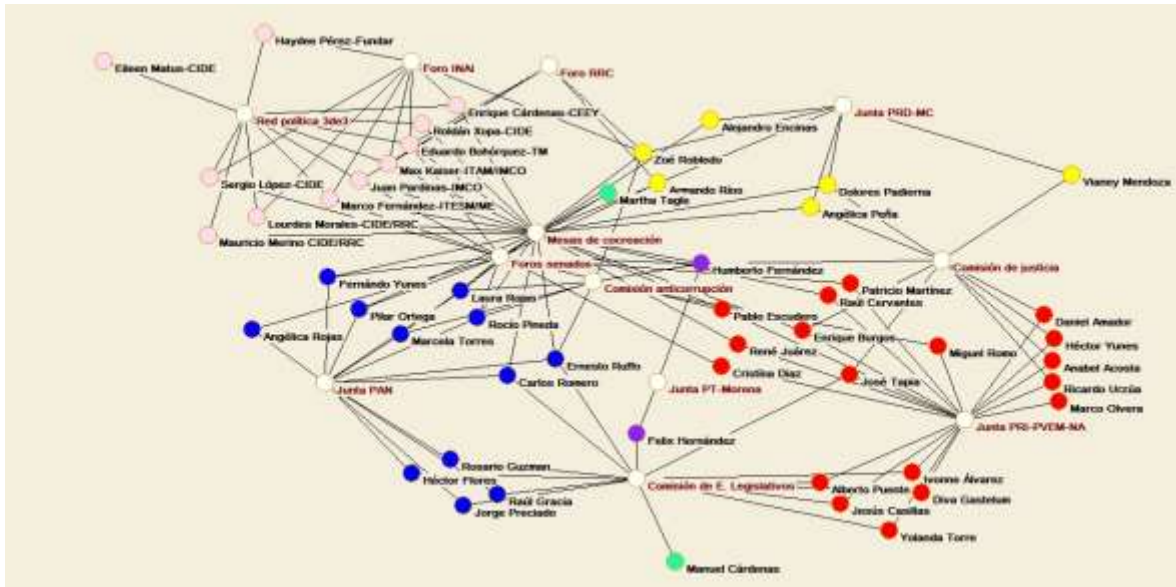 Haydee Pérez-Fundar
Eileen Matus-CIDE
Foro INAI
Foro RRC
Enrique Cárdenas-CEEY
Junta PRD-MC
Red política 3de3
Roldán Xopa-CIDE
Alejandro Encinas
Eduardo Bohórquez-TM
Zoé Robledo
Max Kaiser-ITAM/IMCO
Sergio López-CIDE
Juan Pardinas-IMCO
Armando Ríos
Dolores Padierna
Vianey Mendoza
Martha Tagle
Marco Fernández-ITESM/ME
Angélica Peña
Lourdes Morales-CIDE/RRC
Mauricio Merino CIDE/RRC
Mesas de cocreación
Foros senados
Humberto Fernández
Comisión de justicia
Fernándo Yunes
Comisión anticorrupción
Patricio Martínez
Laura Rojas
Raúl Cervantes
Pilar Ortega
Pablo Escudero
Rocío Pineda
Daniel Amador
Angélica Rojas
Marcela Torres
Enrique Burgos
Héctor Yunes
René Juárez
Miguel Romo
Anabel Acosta
Ernesto Ruffo
Cristina Díaz
José Tapia
Ricardo Urzúa
Junta PAN
Carlos Romero
Junta PT-Morena
Marco Olvera
Junta PRI-PVEM-NA
Felix Hernández
Rosario Guzman
Héctor Flores
Comisión de E. Legislativos
Ivonne Álvarez
Alberto Puente
Diva Gastelum
Raúl Gracia
Jorge Preciado
Jesús Casillas
Yolanda Torre
Manuel Cárdenas